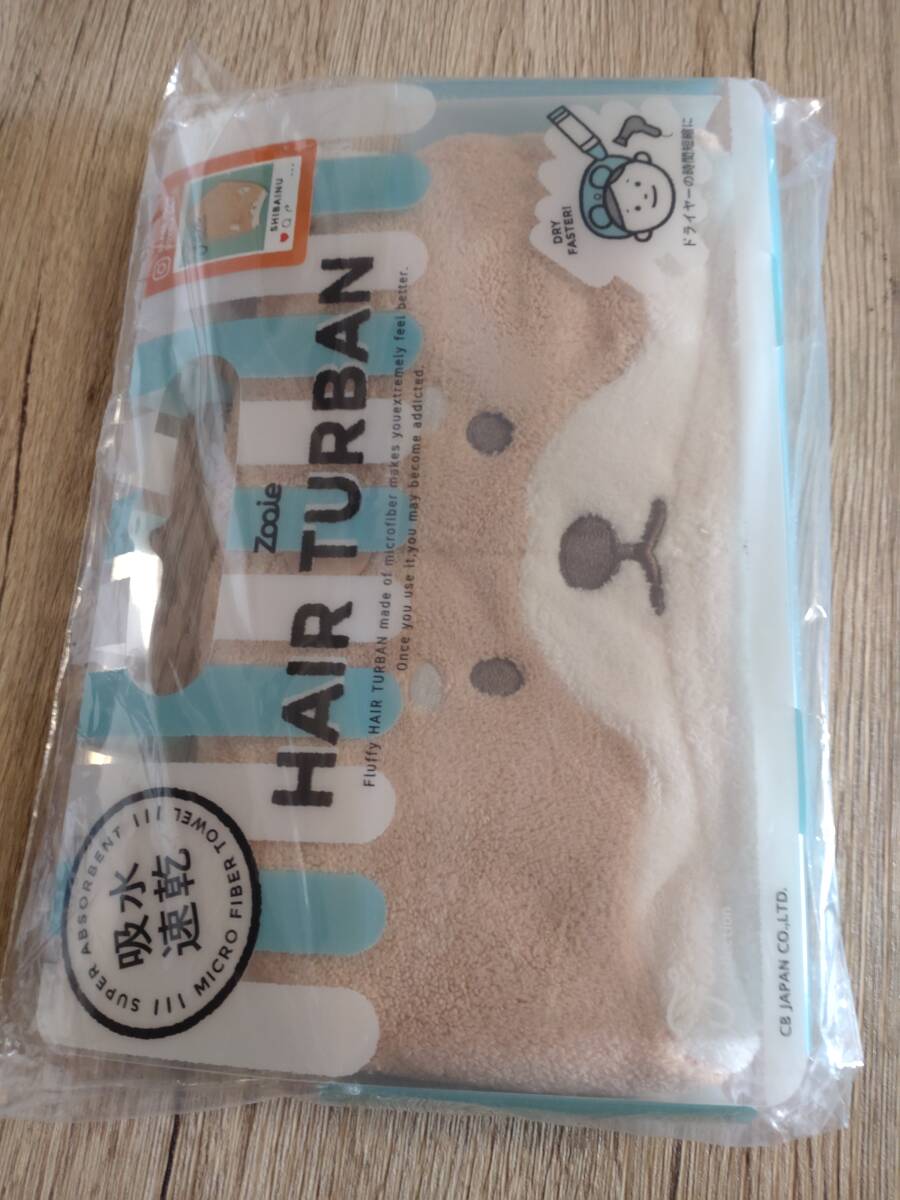 SHIBAINU
Zooie
HAIR TURBAN
Fluffy HAIR TURBAN made of microfiber makes youextremely feel better.
Once you use it,you may become addicted.
SUPER ABSORBENT
吸水
速乾
MICRO FIBER TOWEL
DRY
FASTER!
ドライヤーの時間短縮に
CB JAPAN CO.,LTD.